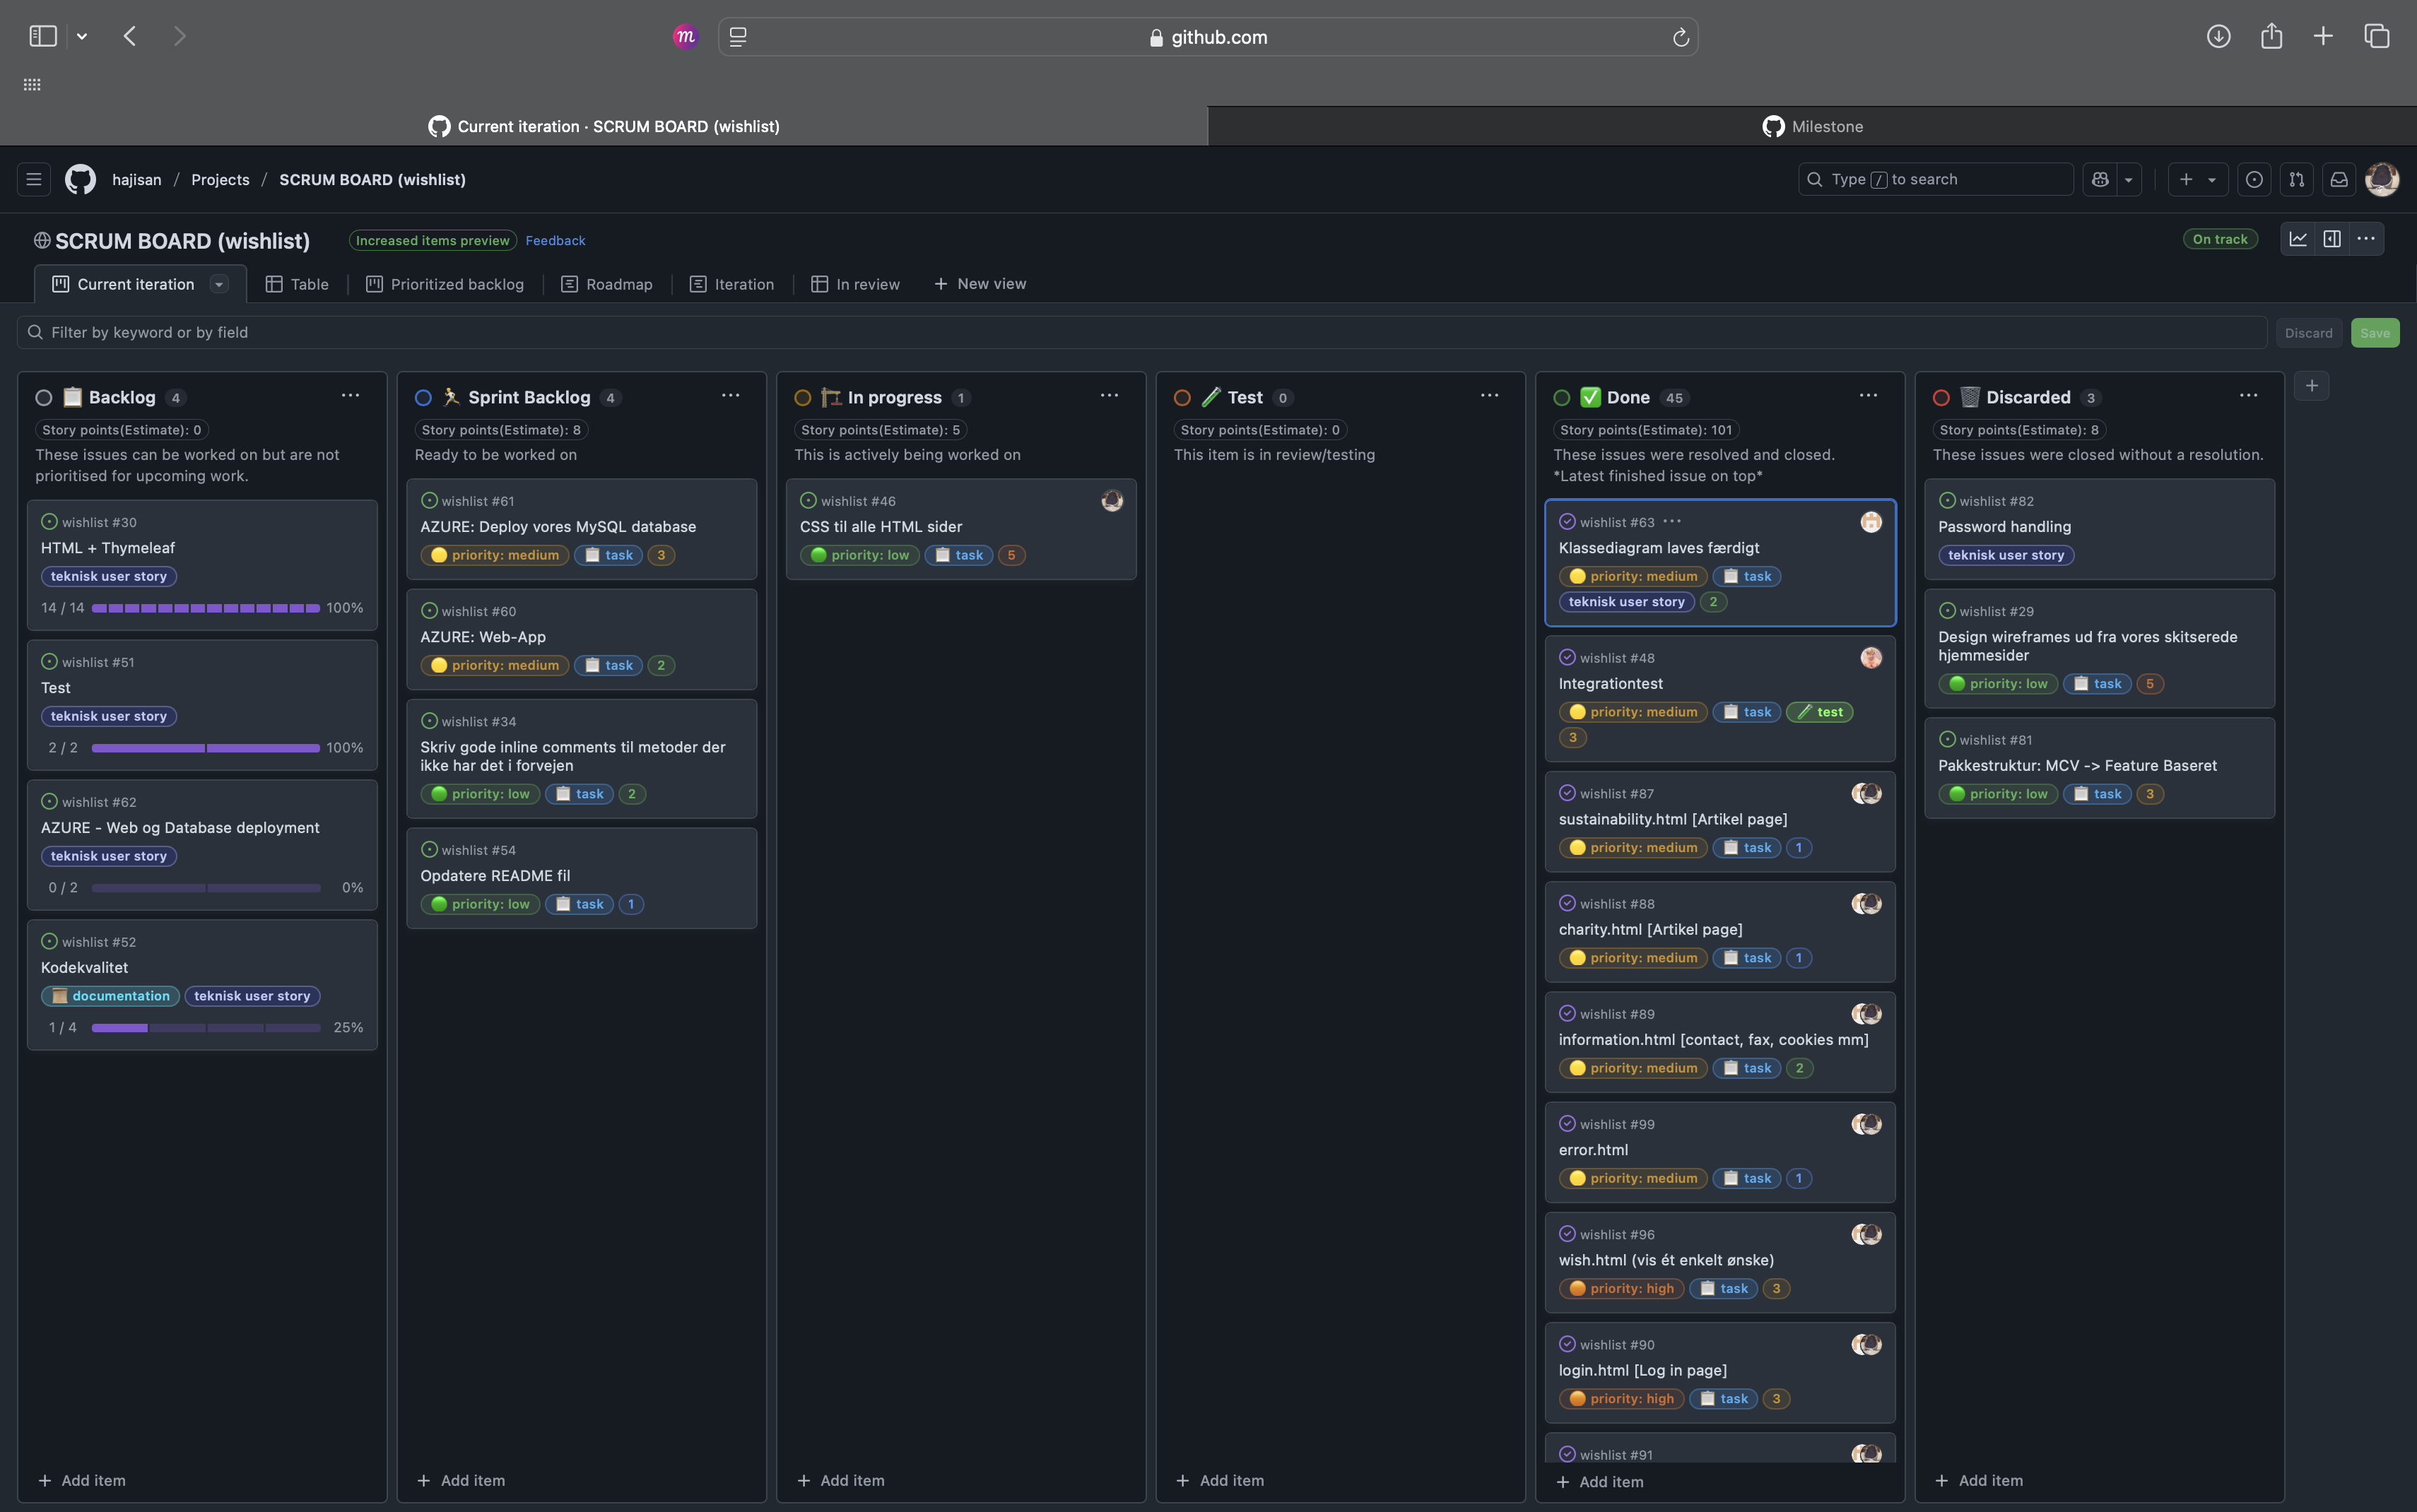 m
github.com
Current iteration · SCRUM BOARD (wishlist)
Milestone
hajisan / Projects / SCRUM BOARD (wishlist)
Type / to search
SCRUM BOARD (wishlist)
Increased items preview
Feedback
On track
Current iteration
Table
Prioritized backlog
Roadmap
Iteration
In review
New view
Filter by keyword or by field
Discard
Save
Backlog 4
Story points(Estimate): 0
These issues can be worked on but are not
prioritised for upcoming work.
wishlist #30
HTML + Thymeleaf
teknisk user story
14 / 14 100%
wishlist #51
Test
teknisk user story
2 / 2 100%
wishlist #62
AZURE - Web og Database deployment
teknisk user story
0 / 2 0%
wishlist #52
Kodekvalitet
documentation teknisk user story
1 / 4 25%
Add item
Sprint Backlog 4
Story points(Estimate): 8
Ready to be worked on
wishlist #61
AZURE: Deploy vores MySQL database
priority: medium task 3
wishlist #60
AZURE: Web-App
priority: medium task 2
wishlist #34
Skriv gode inline comments til metoder der
ikke har det i forvejen
priority: low task 2
wishlist #54
Opdatere README fil
priority: low task 1
Add item
In progress 1
Story points(Estimate): 5
This is actively being worked on
wishlist #46
CSS til alle HTML sider
priority: low task 5
Add item
Test 0
Story points(Estimate): 0
This item is in review/testing
Add item
Done 45
Story points(Estimate): 101
These issues were resolved and closed.
*Latest finished issue on top*
wishlist #63
Klassediagram laves færdigt
priority: medium task
teknisk user story 2
wishlist #48
Integrationtest
priority: medium task test
3
wishlist #87
sustainability.html [Artikel page]
priority: medium task 1
wishlist #88
charity.html [Artikel page]
priority: medium task 1
wishlist #89
information.html [contact, fax, cookies mm]
priority: medium task 2
wishlist #99
error.html
priority: medium task 1
wishlist #96
wish.html (vis ét enkelt ønske)
priority: high task 3
wishlist #90
login.html [Log in page]
priority: high task 3
wishlist #91
Add item
Discarded 3
Story points(Estimate): 8
These issues were closed without a resolution.
wishlist #82
Password handling
teknisk user story
wishlist #29
Design wireframes ud fra vores skitserede
hjemmesider
priority: low task 5
wishlist #81
Pakkestruktur: MCV -> Feature Baseret
priority: low task 3
Add item